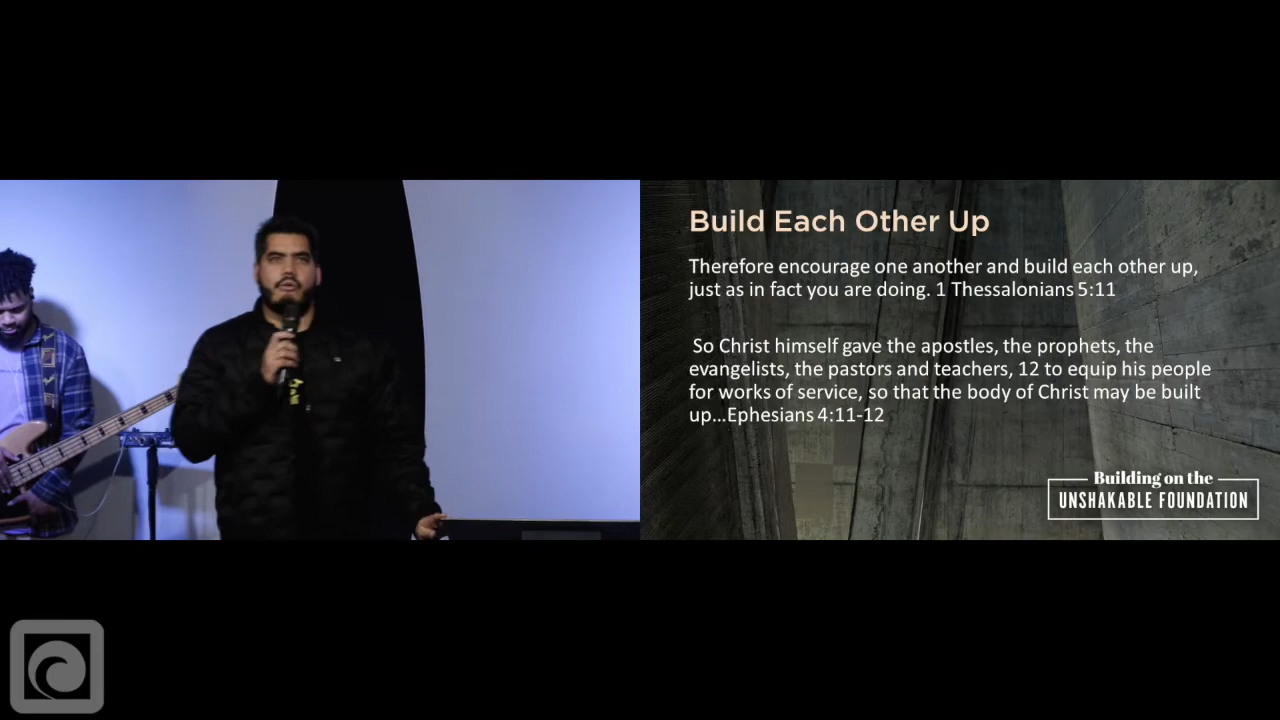 Build Each Other Up
Therefore encourage one another and build each other up,
just as in fact you are doing. 1 Thessalonians 5:11
So Christ himself gave the apostles, the prophets, the
evangelists, the pastors and teachers, 12 to equip his people
for works of service, so that the body of Christ may be built
up...Ephesians 4:11-12
Building on the
UNSHAKABLE FOUNDATION